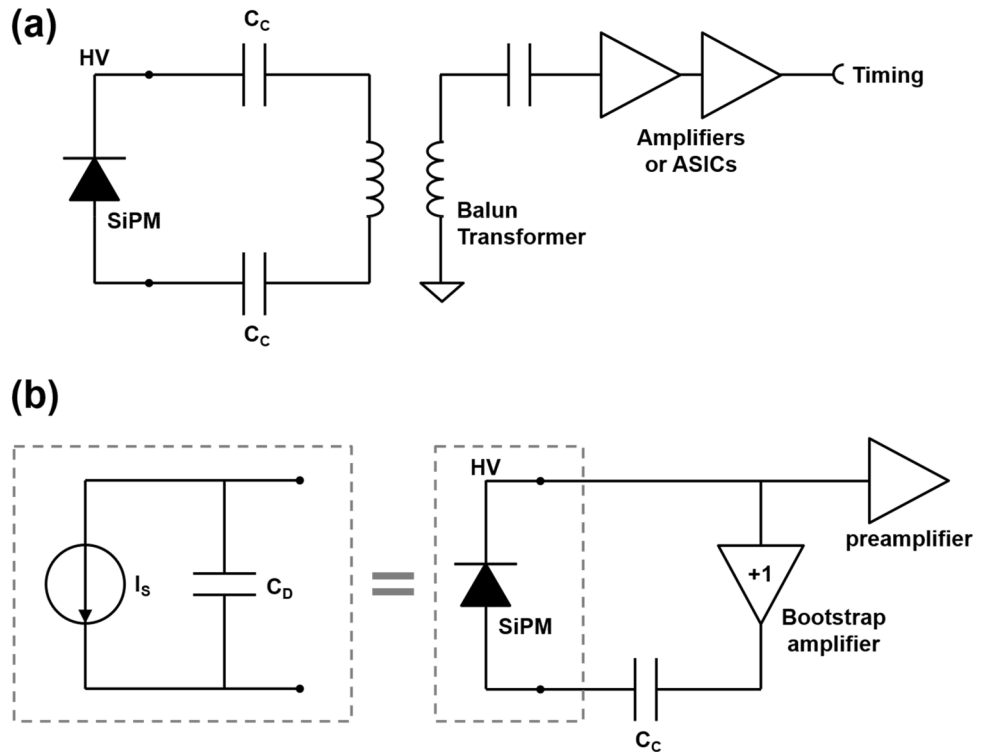 (a)
C_C
HV
SiPM
C_C
Balun
Transformer
Amplifiers
or ASICs
Timing
(b)
I_S
C_D
HV
SiPM
C_C
+1
Bootstrap
amplifier
preamplifier